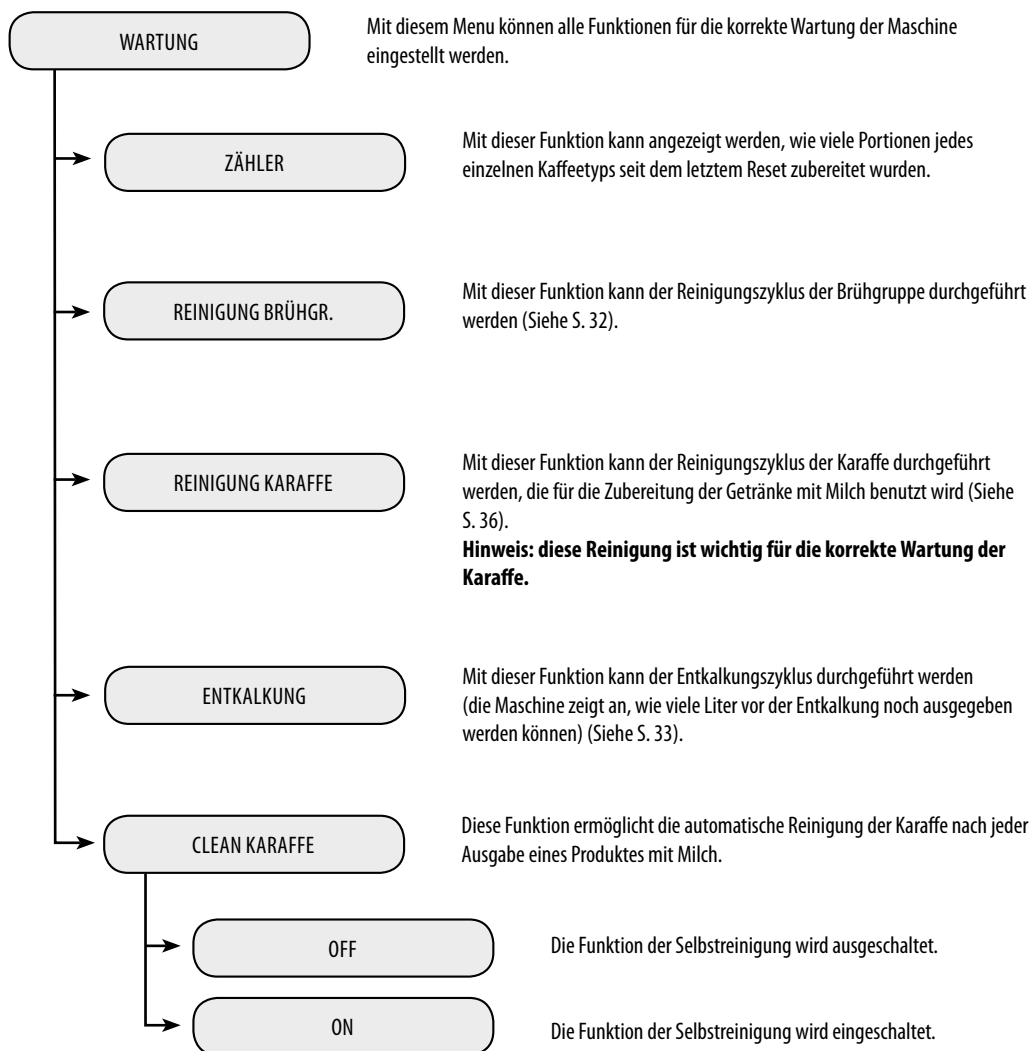 WARTUNG
Mit diesem Menu können alle Funktionen für die korrekte Wartung der Maschine
eingestellt werden.
ZÄHLER
Mit dieser Funktion kann angezeigt werden, wie viele Portionen jedes
einzelnen Kaffeetyps seit dem letztem Reset zubereitet wurden.
REINIGUNG BRÜHGR.
Mit dieser Funktion kann der Reinigungszyklus der Brühgruppe durchgeführt
werden (Siehe S. 32).
REINIGUNG KARAFFE
Mit dieser Funktion kann der Reinigungszyklus der Karaffe durchgeführt
werden, die für die Zubereitung der Getränke mit Milch benutzt wird (Siehe
S. 36).
Hinweis: diese Reinigung ist wichtig für die korrekte Wartung der
Karaffe.
ENTKALKUNG
Mit dieser Funktion kann der Entkalkungszyklus durchgeführt werden
(die Maschine zeigt an, wie viele Liter vor der Entkalkung noch ausgegeben
werden können) (Siehe S. 33).
CLEAN KARAFFE
Diese Funktion ermöglicht die automatische Reinigung der Karaffe nach jeder
Ausgabe eines Produktes mit Milch.
OFF
Die Funktion der Selbstreinigung wird ausgeschaltet.
ON
Die Funktion der Selbstreinigung wird eingeschaltet.